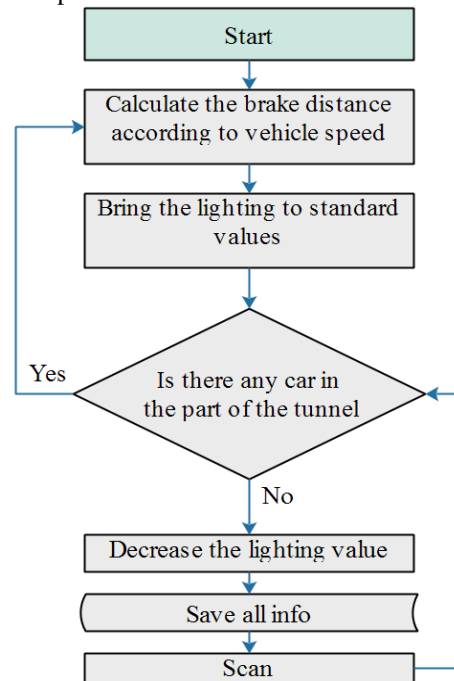 Start
Calculate the brake distance
according to vehicle speed
Bring the lighting to standard
values
Yes
Is there any car in
the part of the tunnel
No
Decrease the lighting value
Save all info
Scan